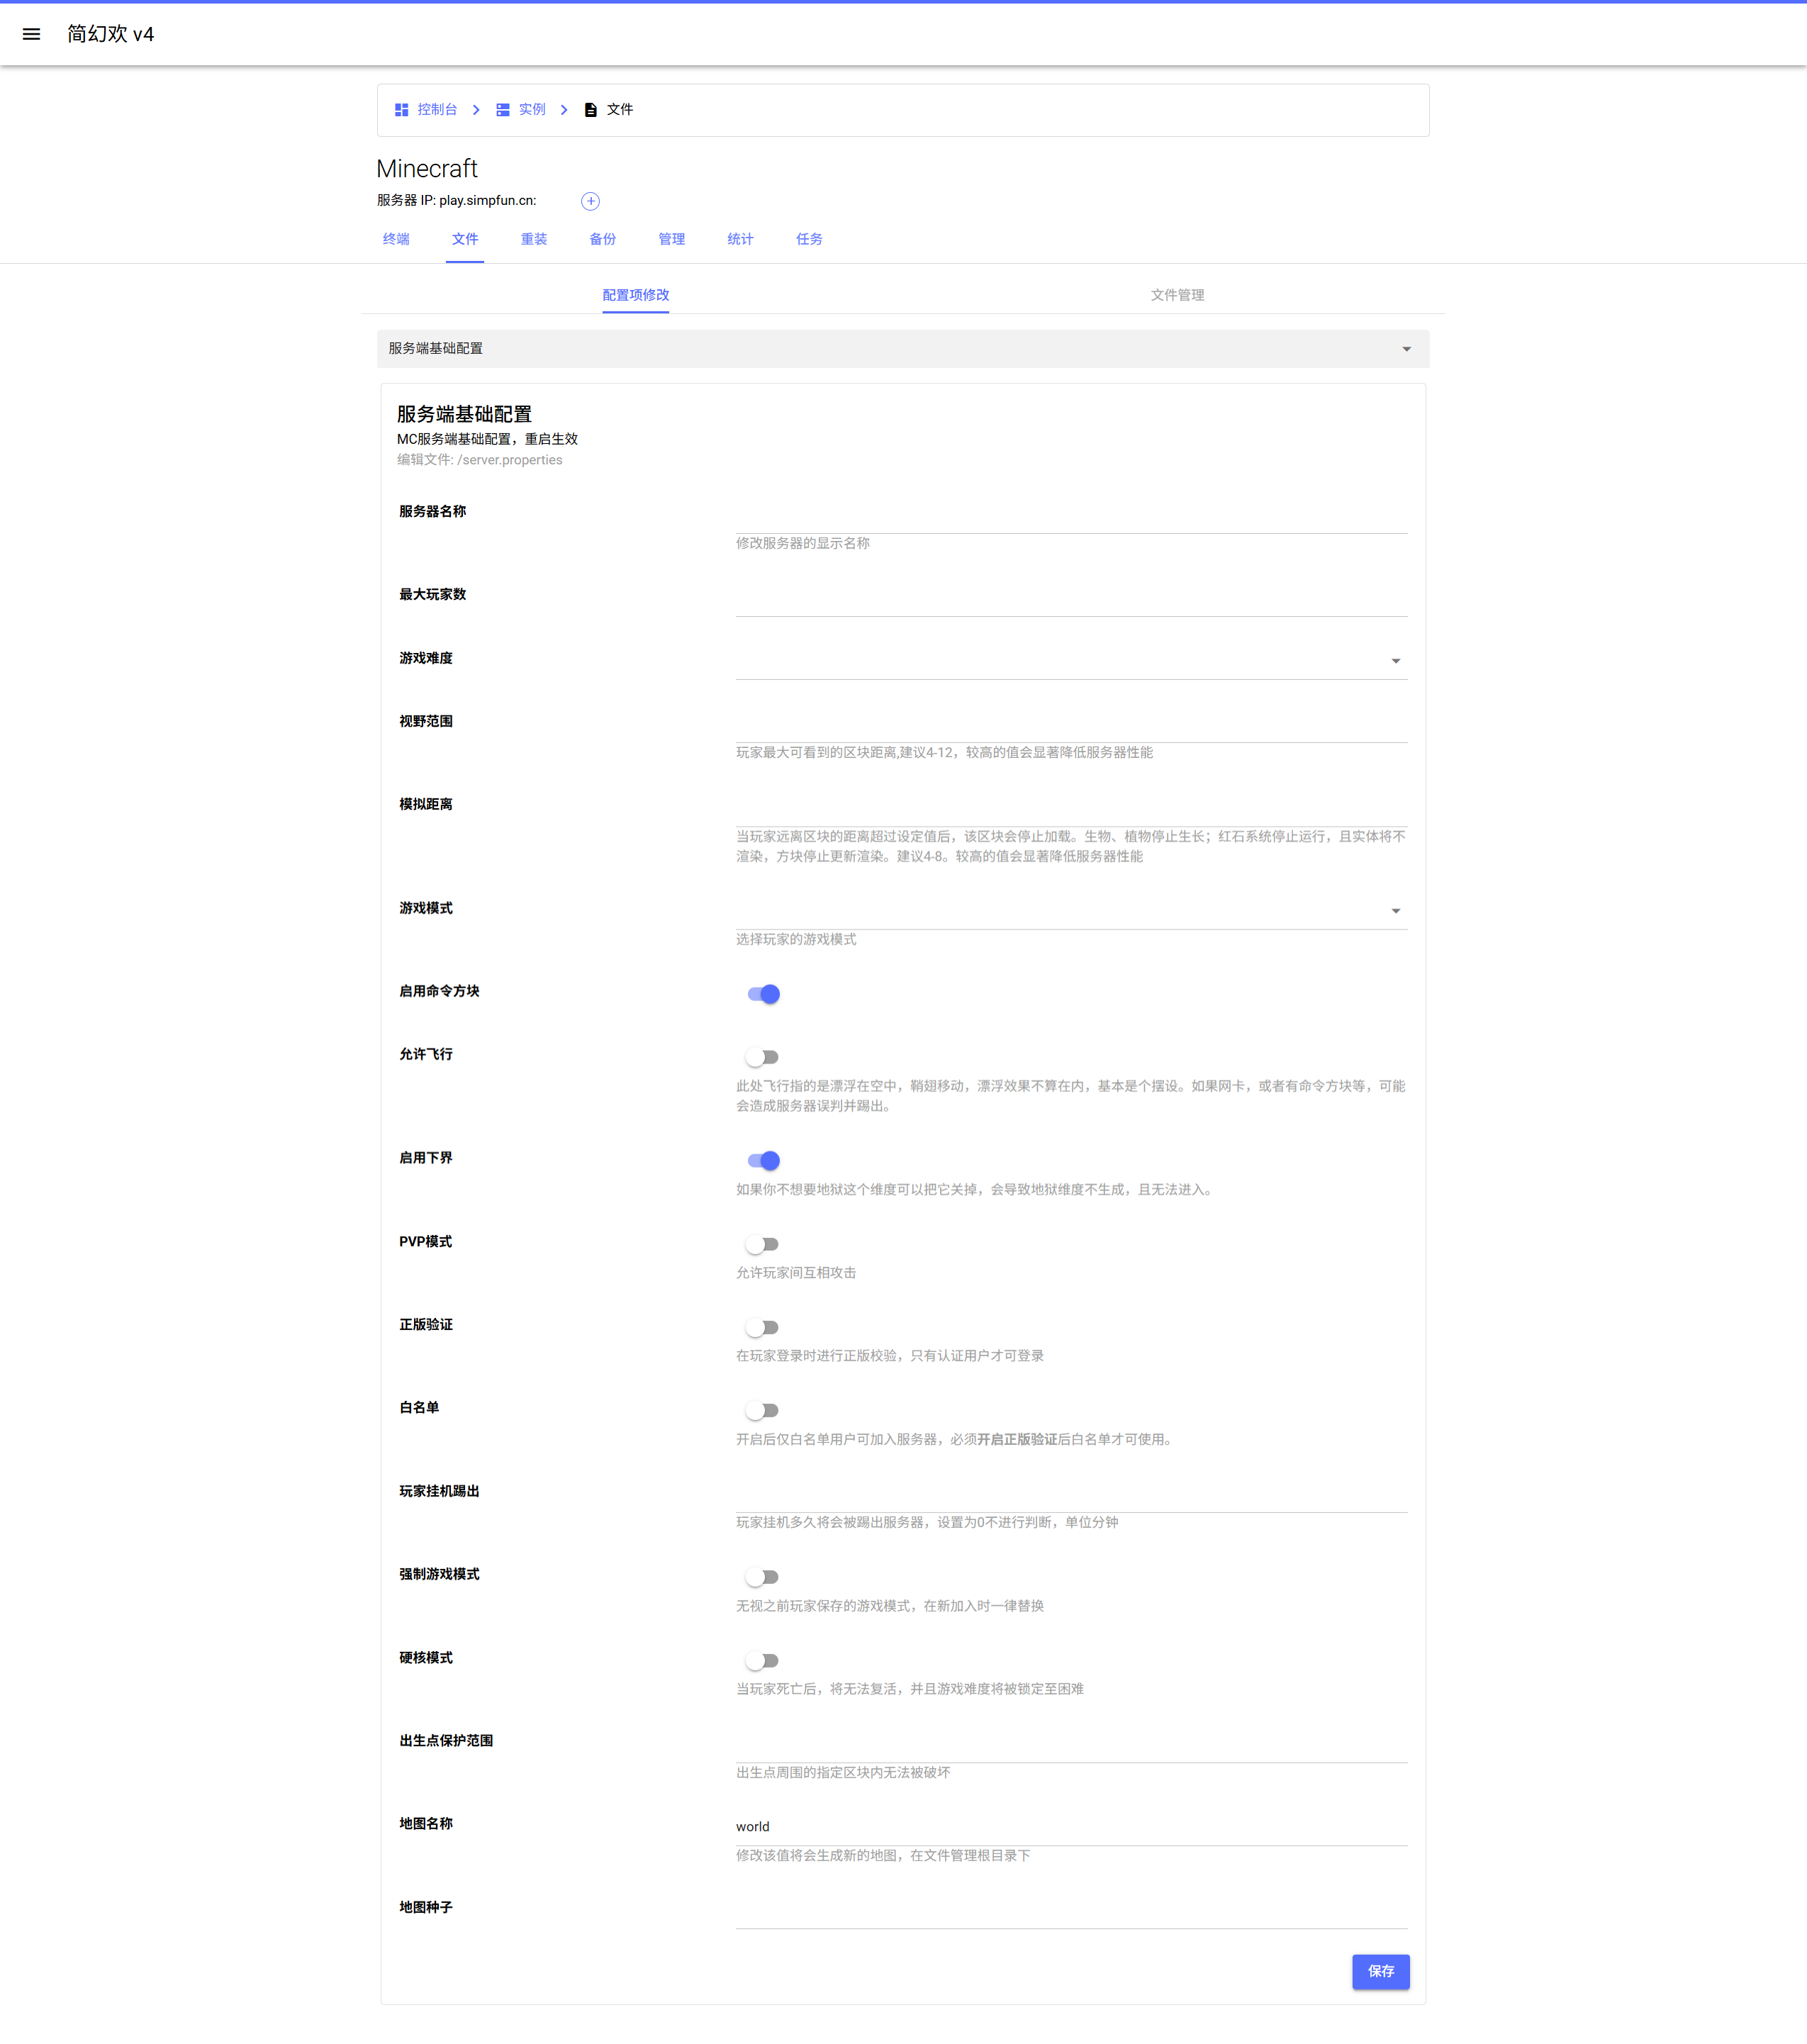 简幻欢 v4
控制台 实例 文件
Minecraft
服务器 IP: play.simpfun.cn:
终端 文件 重装 备份 管理 统计 任务
配置项修改 文件管理
服务端基础配置
服务端基础配置
MC服务端基础配置，重启生效
编辑文件: /server.properties
服务器名称
修改服务器的显示名称
最大玩家数
游戏难度
视野范围
玩家最大可看到的区块距离,建议4-12，较高的值会显著降低服务器性能
模拟距离
当玩家远离区块的距离超过设定值后，该区块会停止加载。生物、植物停止生长；红石系统停止运行，且实体将不
渲染，方块停止更新渲染。建议4-8。较高的值会显著降低服务器性能
游戏模式
选择玩家的游戏模式
启用命令方块
允许飞行
此处飞行指的是漂浮在空中，鞘翅移动，漂浮效果不算在内，基本是个摆设。如果网卡，或者有命令方块等，可能
会造成服务器误判并踢出。
启用下界
如果你不想要地狱这个维度可以把它关掉，会导致地狱维度不生成，且无法进入。
PVP模式
允许玩家间互相攻击
正版验证
在玩家登录时进行正版校验，只有认证用户才可登录
白名单
开启后仅白名单用户可加入服务器，必须开启正版验证后白名单才可使用。
玩家挂机踢出
玩家挂机多久将会被踢出服务器，设置为0不进行判断，单位分钟
强制游戏模式
无视之前玩家保存的游戏模式，在新加入时一律替换
硬核模式
当玩家死亡后，将无法复活，并且游戏难度将被锁定至困难
出生点保护范围
出生点周围的指定区块内无法被破坏
地图名称
world
修改该值将会生成新的地图，在文件管理根目录下
地图种子
保存